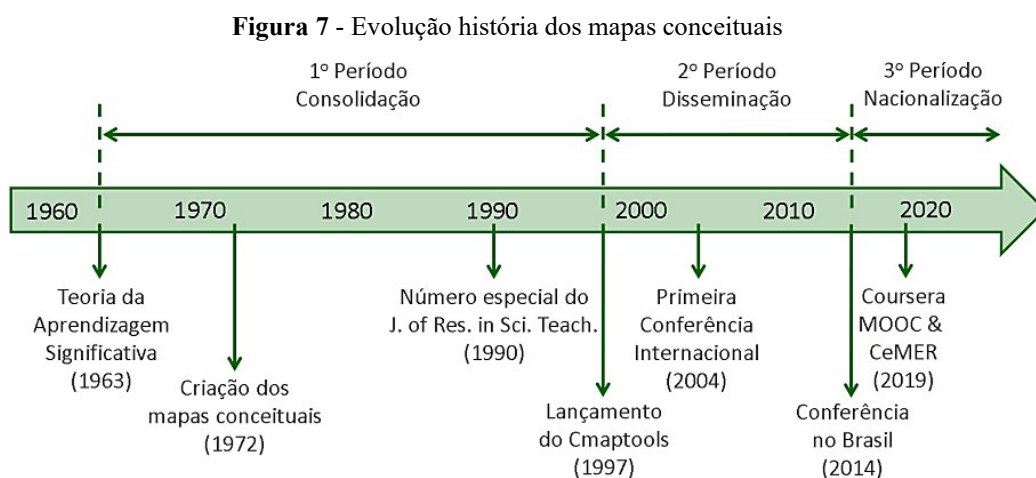 Figura 7 - Evolução história dos mapas conceituais
1º Período
Consolidação
2º Período
Disseminação
3º Período
Nacionalização
1960 1970 1980 1990 2000 2010 2020
Teoria da
Aprendizagem
Significativa
(1963)
Criação dos
mapas conceituais
(1972)
Número especial do
J. of Res. in Sci. Teach.
(1990)
Lançamento
do Cmaptools
(1997)
Primeira
Conferência
Internacional
(2004)
Conferência
no Brasil
(2014)
Coursera
MOOC &
CeMER
(2019)